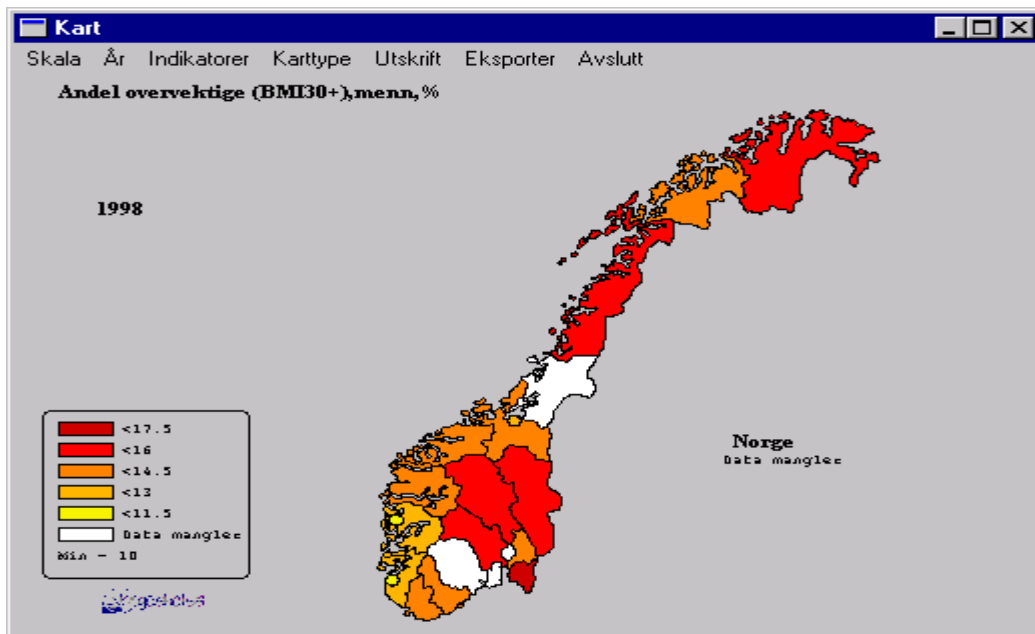 Kart
Skala År Indikatorer Karttype Utskrift Eksporter Avslutt
Andel overvektige (BMI30+),menn,%
1998
<17.5
<16
<14.5
<13
<11.5
Data mangler
Min - 10
Norge
Data mangler